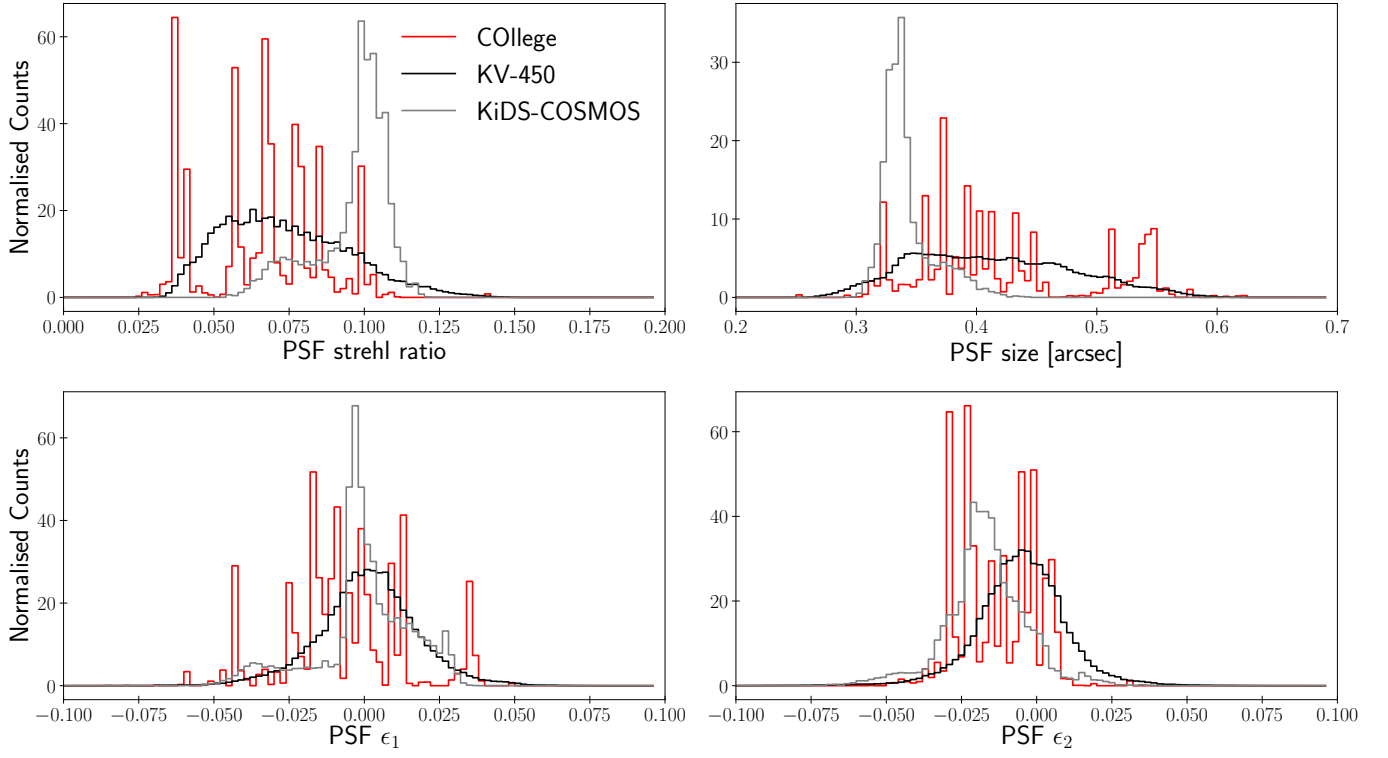 60
40
20
0
Normalised Counts
COllege
KV-450
KiDS-COSMOS
0.000 0.025 0.050 0.075 0.100 0.125 0.150 0.175 0.200
PSF strehl ratio
30
20
10
0
0.2 0.3 0.4 0.5 0.6 0.7
PSF size [arcsec]
60
40
20
0
Normalised Counts
−0.100 −0.075 −0.050 −0.025 0.000 0.025 0.050 0.075 0.100
PSF ϵ₁
60
40
20
0
−0.100 −0.075 −0.050 −0.025 0.000 0.025 0.050 0.075 0.100
PSF ϵ₂